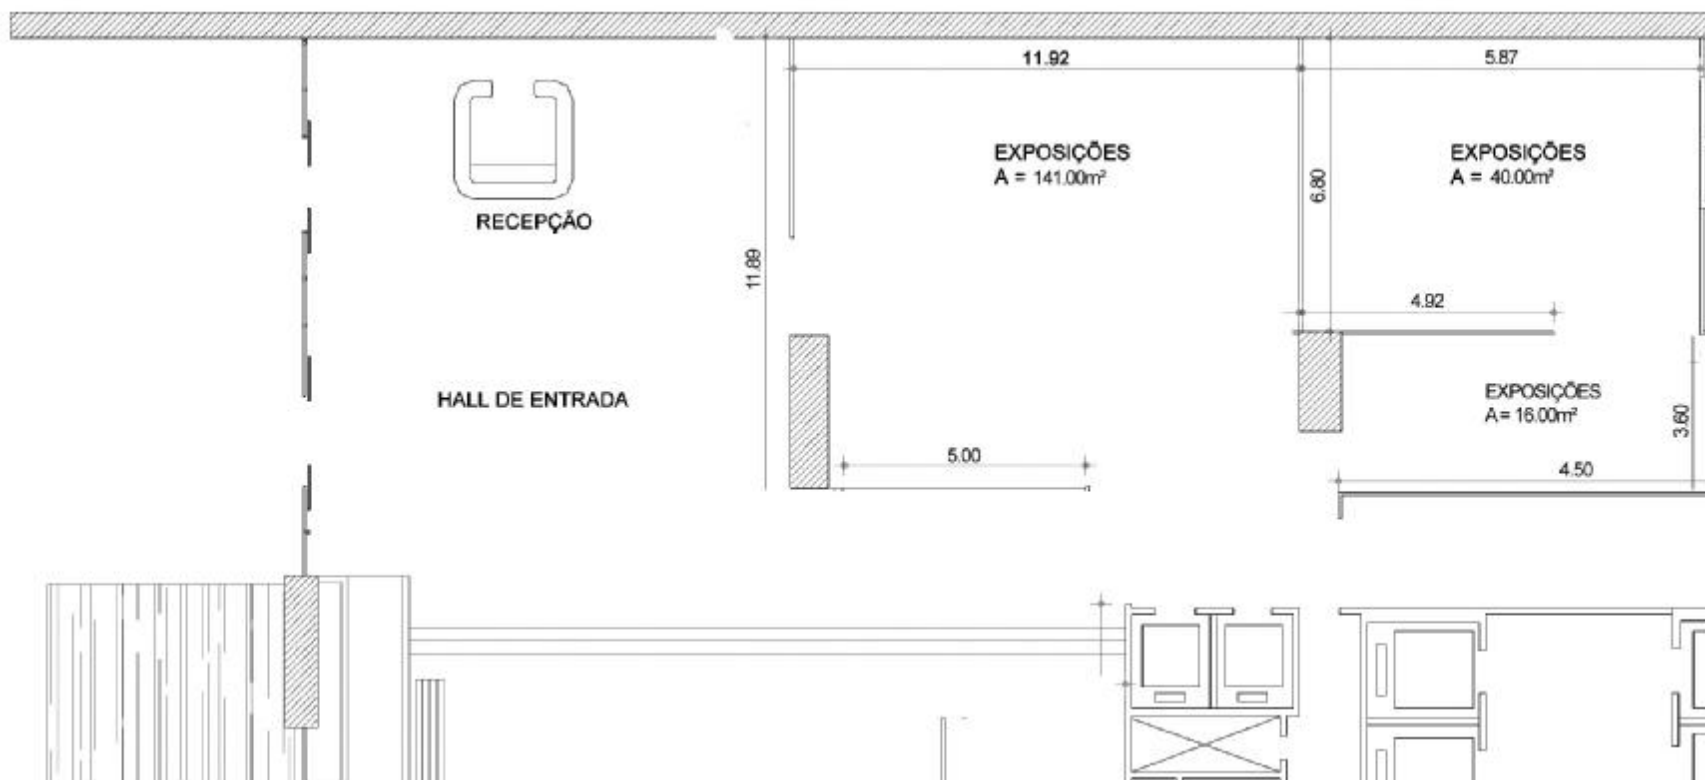 11.92
5.87
EXPOSIÇÕES
A = 141.00m²
EXPOSIÇÕES
A = 40.00m²
6.80
RECEPÇÃO
11.89
4.92
HALL DE ENTRADA
EXPOSIÇÕES
A= 16.00m²
3.60
5.00
4.50